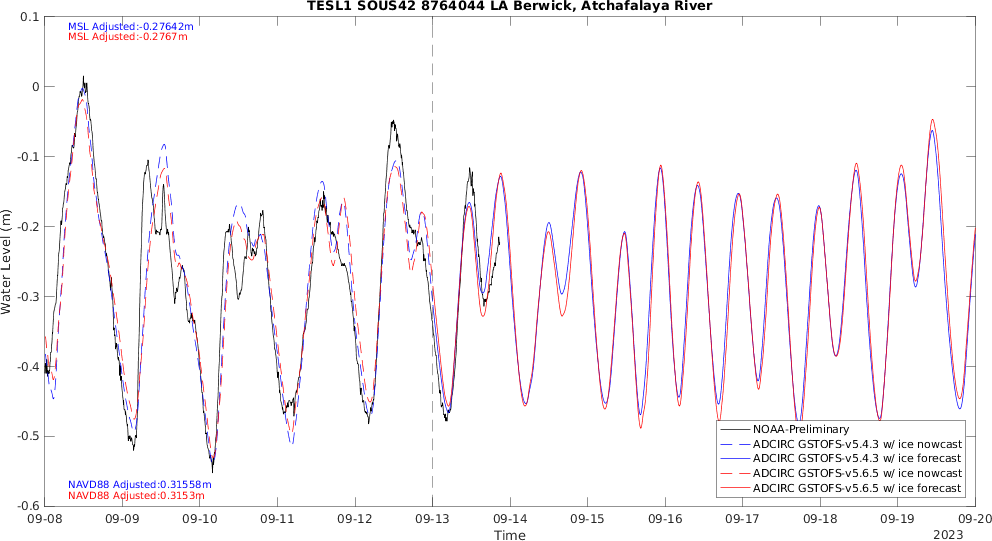 TESL1 SOUS42 8764044 LA Berwick, Atchafalaya River
MSL Adjusted:-0.27642m
MSL Adjusted:-0.2767m
0.1
0
-0.1
-0.2
-0.3
-0.4
-0.5
-0.6
Water Level (m)
NAVD88 Adjusted:0.31558m
NAVD88 Adjusted:0.3153m
NOAA-Preliminary
ADCIRC GSTOFS-v5.4.3 w/ ice nowcast
ADCIRC GSTOFS-v5.4.3 w/ ice forecast
ADCIRC GSTOFS-v5.6.5 w/ ice nowcast
ADCIRC GSTOFS-v5.6.5 w/ ice forecast
09-08 09-09 09-10 09-11 09-12 09-13 09-14 09-15 09-16 09-17 09-18 09-19 09-20
Time
2023